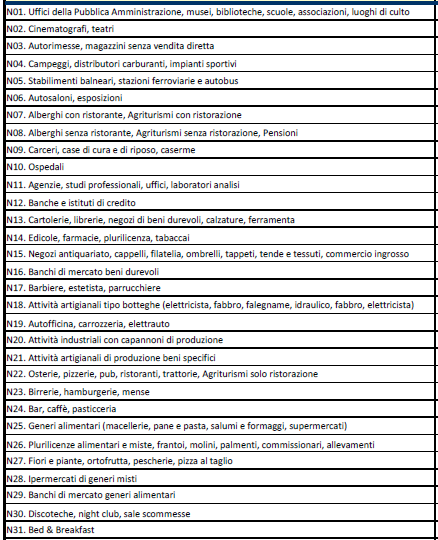 N01. Uffici della Pubblica Amministrazione, musei, biblioteche, scuole, associazioni, luoghi di culto
N02. Cinematografi, teatri
N03. Autorimesse, magazzini senza vendita diretta
N04. Campeggi, distributori carburanti, impianti sportivi
N05. Stabilimenti balneari, stazioni ferroviarie e autobus
N06. Autosaloni, esposizioni
N07. Alberghi con ristorante, Agriturismi con ristorazione
N08. Alberghi senza ristorante, Agriturismi senza ristorazione, Pensioni
N09. Carceri, case di cura e di riposo, caserme
N10. Ospedali
N11. Agenzie, studi professionali, uffici, laboratori analisi
N12. Banche e istituti di credito
N13. Cartolerie, librerie, negozi di beni durevoli, calzature, ferramenta
N14. Edicole, farmacie, plurilicenza, tabaccai
N15. Negozi antiquariato, cappelli, filatelia, ombrelli, tappeti, tende e tessuti, commercio ingrosso
N16. Banchi di mercato beni durevoli
N17. Barbiere, estetista, parrucchiere
N18. Attività artigianali tipo botteghe (elettricista, fabbro, falegname, idraulico, fabbro, elettricista)
N19. Autofficina, carrozzeria, elettrauto
N20. Attività industriali con capannoni di produzione
N21. Attività artigianali di produzione beni specifici
N22. Osterie, pizzerie, pub, ristoranti, trattorie, Agriturismi solo ristorazione
N23. Birrerie, hamburgerie, mense
N24. Bar, caffè, pasticceria
N25. Generi alimentari (macellerie, pane e pasta, salumi e formaggi, supermercati)
N26. Plurilicenze alimentari e miste, frantoi, molini, palmenti, commissionari, allevamenti
N27. Fiori e piante, ortofrutta, pescherie, pizza al taglio
N28. Ipermercati di generi misti
N29. Banchi di mercato generi alimentari
N30. Discoteche, night club, sale scommesse
N31. Bed & Breakfast